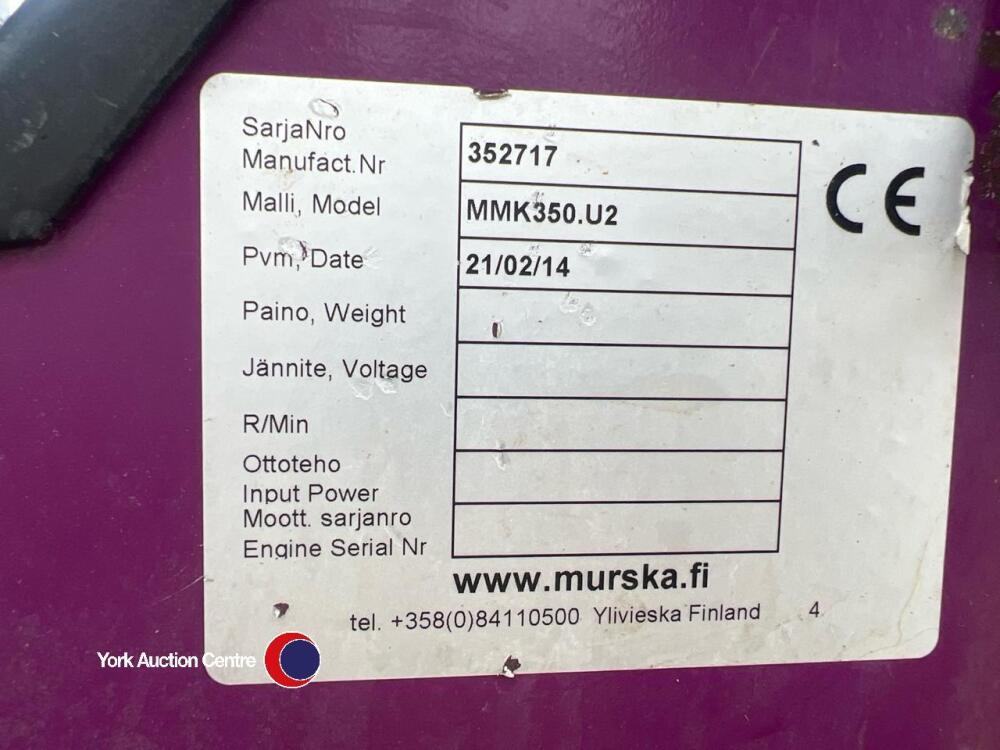 SarjaNro
Manufact.Nr 352717
Malli, Model MMK350.U2
Pvm, Date 21/02/14
Paino, Weight
Jännite, Voltage
R/Min
Ottoteho
Input Power
Moott. sarjanro
Engine Serial Nr
CE
www.murska.fi
tel. +358(0)84110500 Ylivieska Finland 4
York Auction Centre